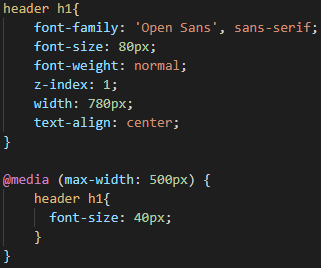 header h1{
    font-family: 'Open Sans', sans-serif;
    font-size: 80px;
    font-weight: normal;
    z-index: 1;
    width: 780px;
    text-align: center;
}

@media (max-width: 500px) {
    header h1{
      font-size: 40px;
    }
}